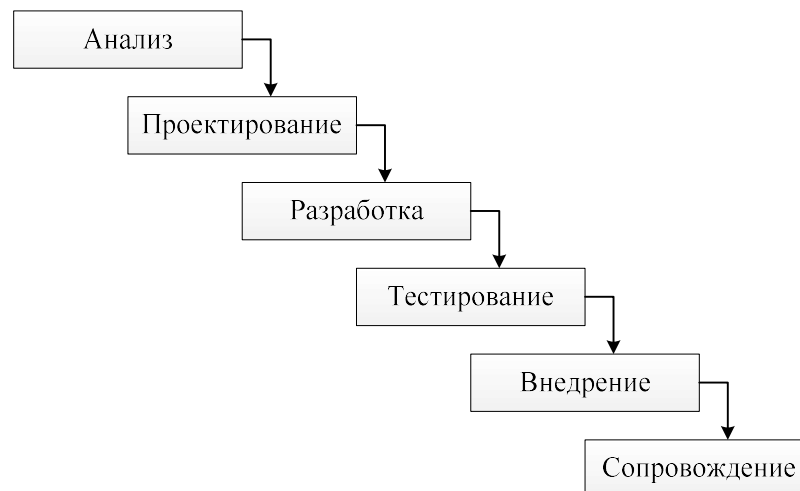 Анализ
Проектирование
Разработка
Тестирование
Внедрение
Сопровождение